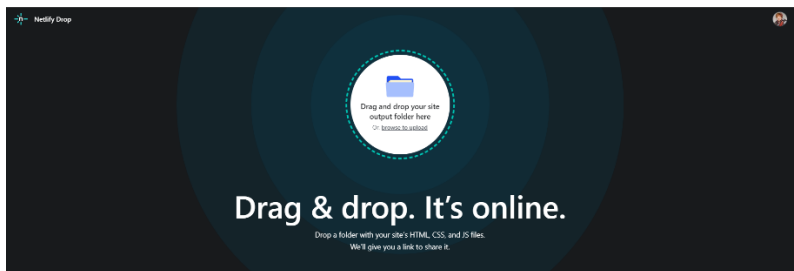 Netlify Drop
Drag and drop your site
output folder here
Or, browse to upload
Drag & drop. It’s online.
Drop a folder with your site's HTML, CSS, and JS files.
We'll give you a link to share it.